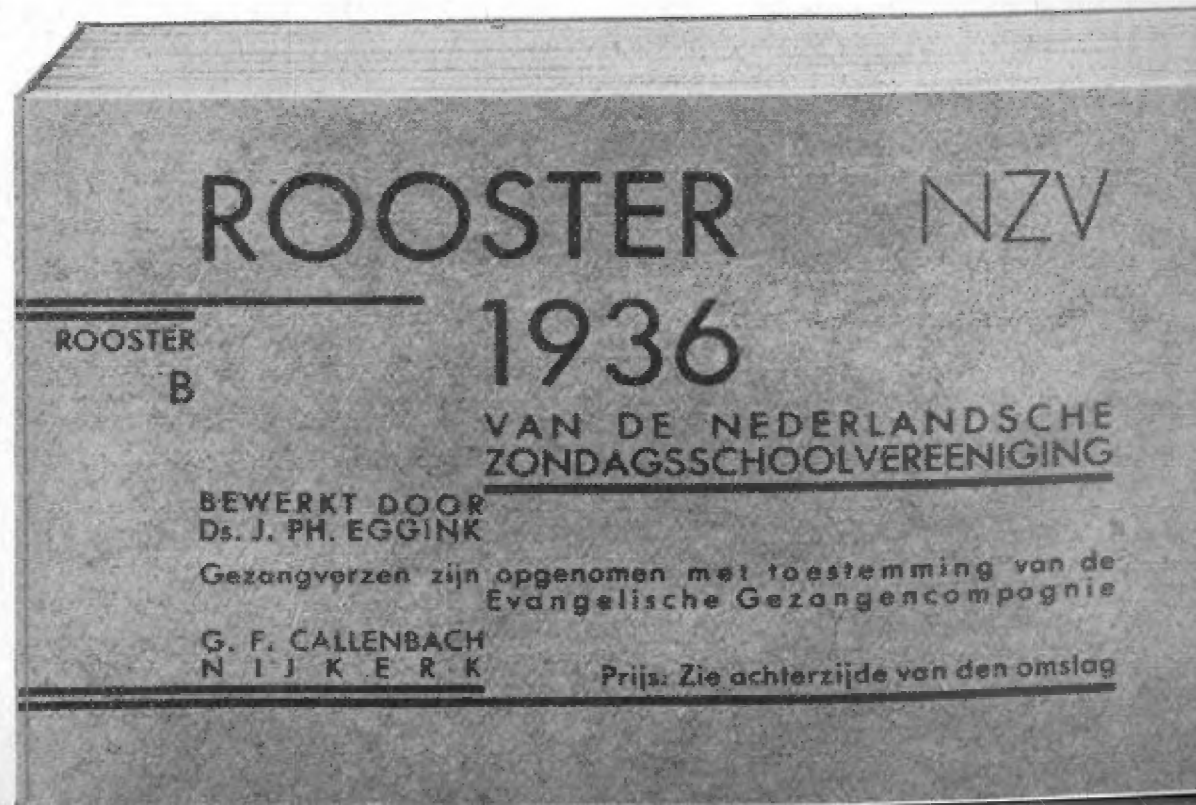 ROOSTER NZV
1936
ROOSTER
B
VAN DE NEDERLANDSCHE
ZONDAGSSCHOOLVEREENIGING
BEWERKT DOOR
Ds. J. PH. EGGINK
Gezangverzen zijn opgenomen met toestemming van de
Evangelische Gezangencompagnie
G. F. CALLENBACH
NIJKERK
Prijs: Zie achterzijde van den omslag